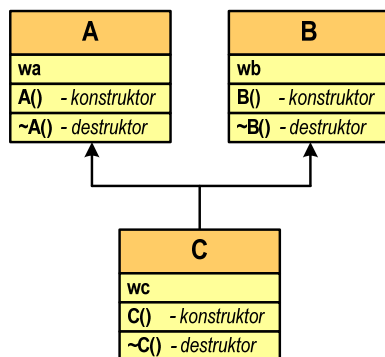 A
wa
A() - konstruktor
~A() - destruktor
B
wb
B() - konstruktor
~B() - destruktor
C
wc
C() - konstruktor
~C() - destruktor